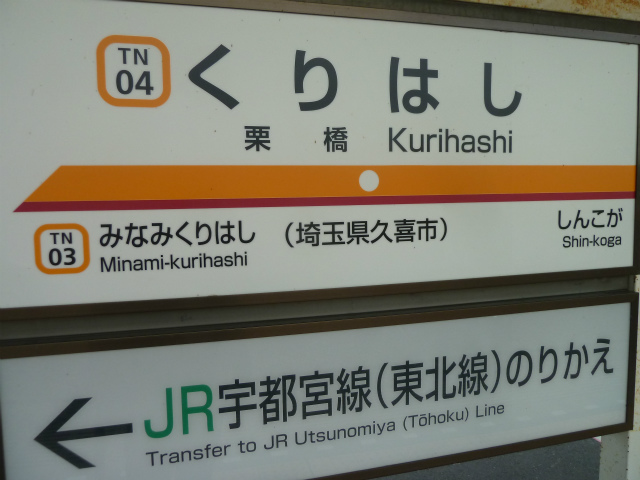 TN
04
くりはし
栗橋 Kurihashi
TN
03
みなみくりはし
Minami-kurihashi
（埼玉県久喜市）
しんこが
Shin-koga
←JR宇都宮線（東北線）のりかえ
Transfer to JR Utsunomiya (Tōhoku) Line